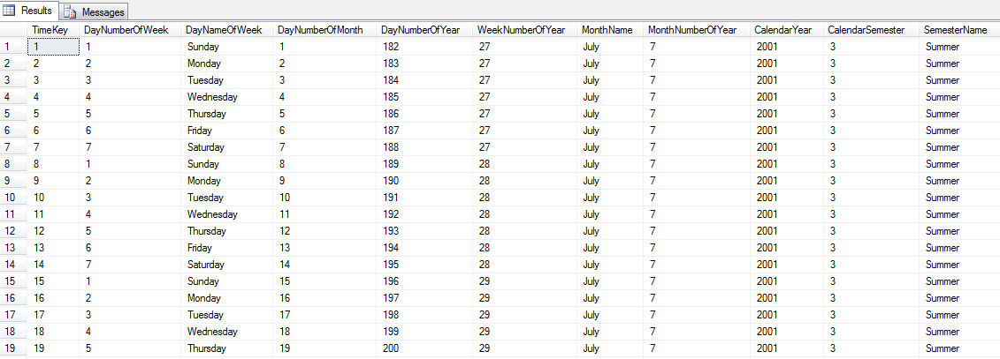 Results Messages
TimeKey DayNumberOfWeek DayNameOfWeek DayNumberOfMonth DayNumberOfYear WeekNumberOfYear MonthName MonthNumberOfYear CalendarYear CalendarSemester SemesterName
1 1 1 Sunday 1 182 27 July 7 2001 3 Summer
2 2 2 Monday 2 183 27 July 7 2001 3 Summer
3 3 3 Tuesday 3 184 27 July 7 2001 3 Summer
4 4 4 Wednesday 4 185 27 July 7 2001 3 Summer
5 5 5 Thursday 5 186 27 July 7 2001 3 Summer
6 6 6 Friday 6 187 27 July 7 2001 3 Summer
7 7 7 Saturday 7 188 27 July 7 2001 3 Summer
8 8 1 Sunday 8 189 28 July 7 2001 3 Summer
9 9 2 Monday 9 190 28 July 7 2001 3 Summer
10 10 3 Tuesday 10 191 28 July 7 2001 3 Summer
11 11 4 Wednesday 11 192 28 July 7 2001 3 Summer
12 12 5 Thursday 12 193 28 July 7 2001 3 Summer
13 13 6 Friday 13 194 28 July 7 2001 3 Summer
14 14 7 Saturday 14 195 28 July 7 2001 3 Summer
15 15 1 Sunday 15 196 29 July 7 2001 3 Summer
16 16 2 Monday 16 197 29 July 7 2001 3 Summer
17 17 3 Tuesday 17 198 29 July 7 2001 3 Summer
18 18 4 Wednesday 18 199 29 July 7 2001 3 Summer
19 19 5 Thursday 19 200 29 July 7 2001 3 Summer